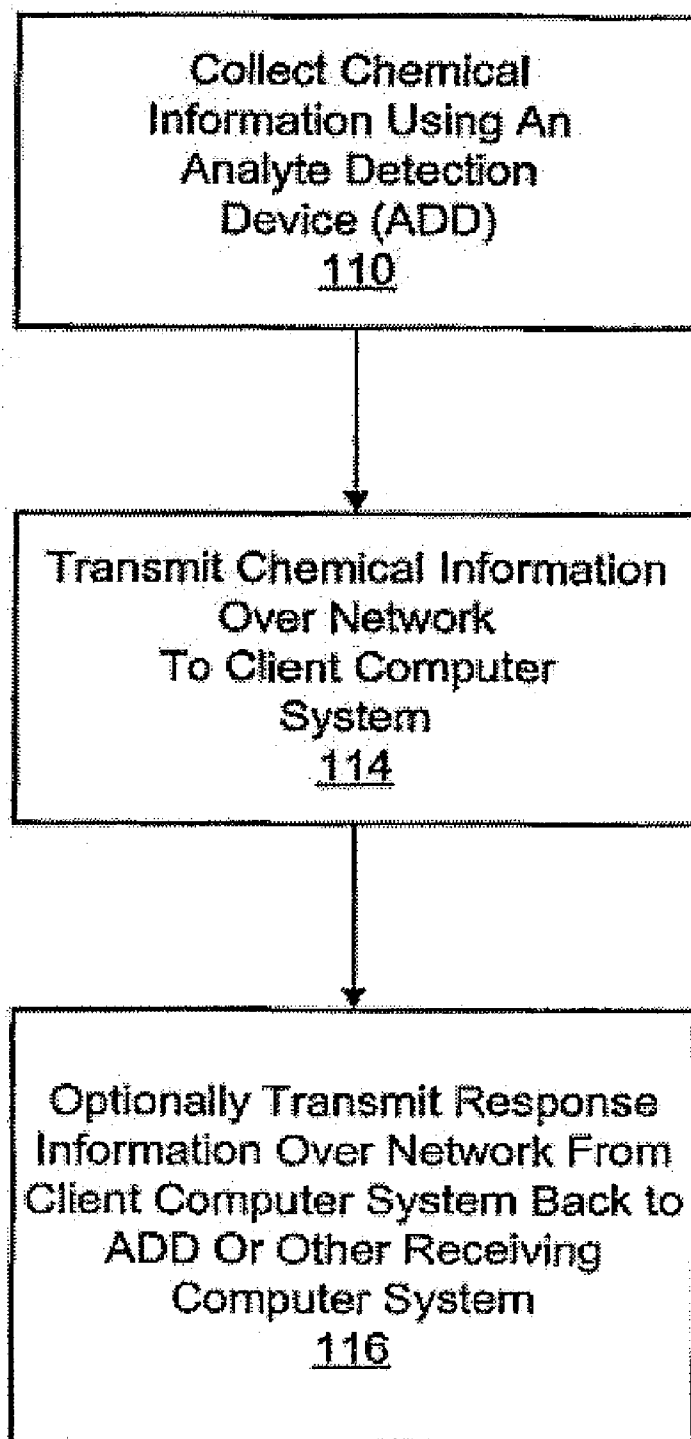 Collect Chemical
Information Using An
Analyte Detection
Device (ADD)
110
Transmit Chemical Information
Over Network
To Client Computer
System
114
Optionally Transmit Response
Information Over Network From
Client Computer System Back to
ADD Or Other Receiving
Computer System
116